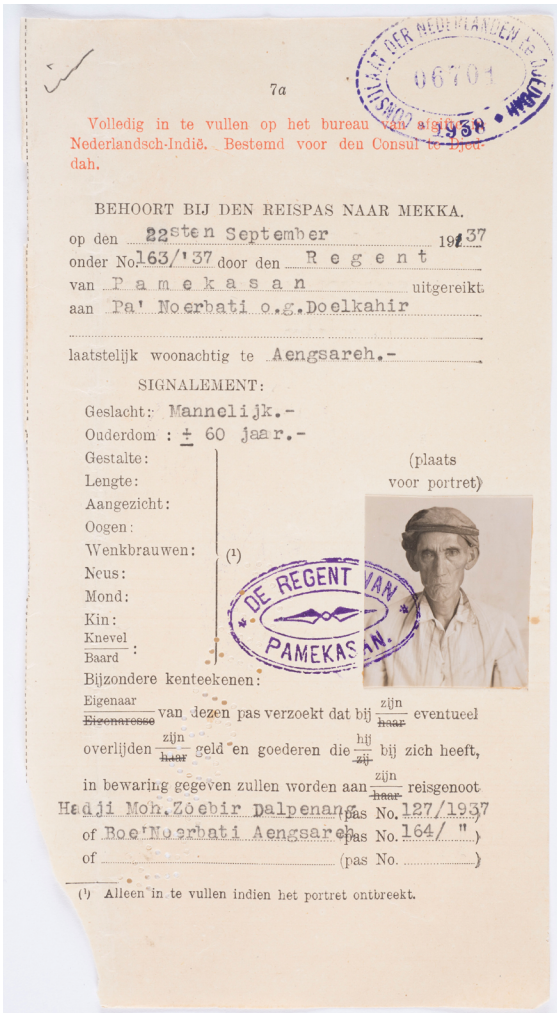 CONSULAAT DER NEDERLANDEN te DJEDDAH
06701
1938
7a
Volledig in te vullen op het bureau van afgifte in
Nederlandsch-Indië. Bestemd voor den Consul te Djed-
dah.
BEHOORT BIJ DEN REISPAS NAAR MEKKA.
op den 22sten September 1937
onder No. 163/'37 door den Regent
van Pamekasan uitgereikt
aan Pa' Noerbati o.g.Doelkahir
laatstelijk woonachtig te Aengsareh.-
SIGNALEMENT:
Geslacht: Mannelijk.-
Ouderdom : ± 60 jaar.-
Gestalte:
(plaats
Lengte:
voor portret)
Aangezicht:
Oogen:
Wenkbrauwen:
(¹)
Neus:
Mond:
Kin:
Knevel
Baard :
DE REGENT VAN
PAMEKASAN.
Bijzondere kenteekenen:
Eigenaar
Eigenaresse van dezen pas verzoekt dat bij zijn haar eventueel
overlijden zijn haar geld en goederen die hij zij bij zich heeft,
in bewaring gegeven zullen worden aan zijn haar reisgenoot
Hadji Moh.Zoebir Dalpenang (pas No. 127/1937)
of Boe'Noerbati Aengsareh (pas No. 164/ " )
of (pas No. )
(¹) Alleen in te vullen indien het portret ontbreekt.